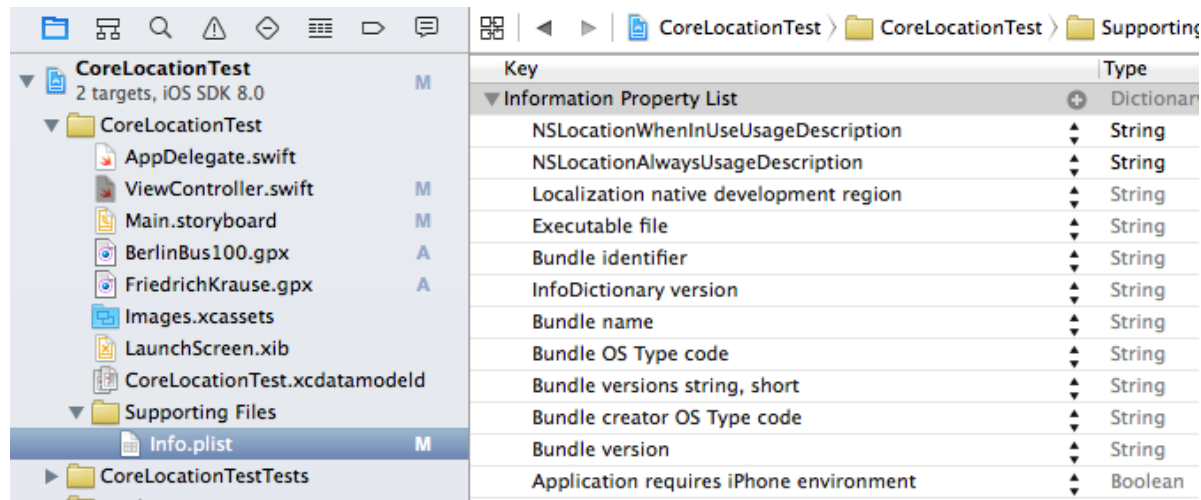 CoreLocationTest
2 targets, iOS SDK 8.0
M
CoreLocationTest
AppDelegate.swift
ViewController.swift M
Main.storyboard M
BerlinBus100.gpx A
FriedrichKrause.gpx A
Images.xcassets
LaunchScreen.xib
CoreLocationTest.xcdatamodeld
Supporting Files
Info.plist M
CoreLocationTestTests
CoreLocationTest CoreLocationTest Supporting
Key Type
Information Property List Dictionary
NSLocationWhenInUseUsageDescription String
NSLocationAlwaysUsageDescription String
Localization native development region String
Executable file String
Bundle identifier String
InfoDictionary version String
Bundle name String
Bundle OS Type code String
Bundle versions string, short String
Bundle creator OS Type code String
Bundle version String
Application requires iPhone environment Boolean